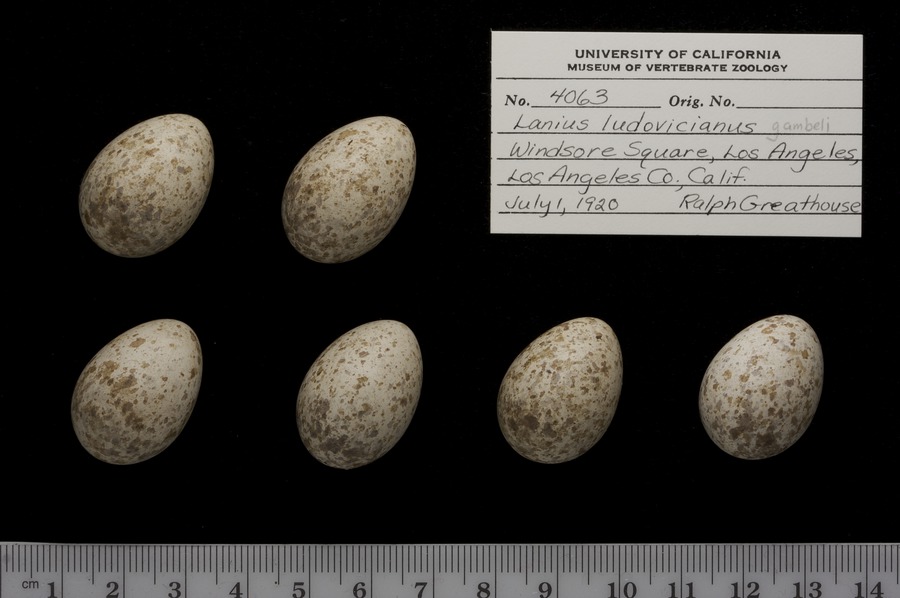 UNIVERSITY OF CALIFORNIA
MUSEUM OF VERTEBRATE ZOOLOGY
No. 4063 Orig. No.
Lanius ludovicianus gambeli
Windsore Square, Los Angeles,
Los Angeles Co., Calif.
July 1, 1920 Ralph Greathouse
cm 1 2 3 4 5 6 7 8 9 10 11 12 13 14